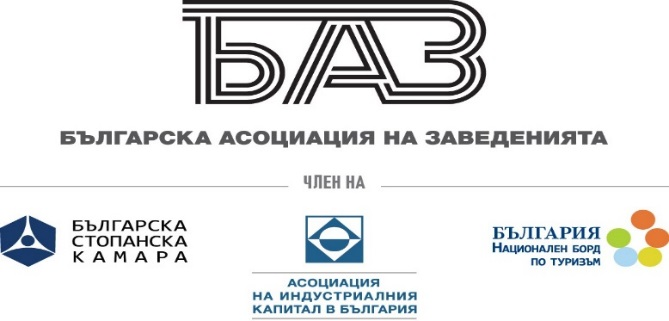 БАЗ
БЪЛГАРСКА АСОЦИАЦИЯ НА ЗАВЕДЕНИЯТА
ЧЛЕН НА
БЪЛГАРСКА
СТОПАНСКА
КАМАРА
АСОЦИАЦИЯ
НА ИНДУСТРИАЛНИЯ
КАПИТАЛ В БЪЛГАРИЯ
БЪЛГАРИЯ
НАЦИОНАЛЕН БОРД
ПО ТУРИЗЪМ